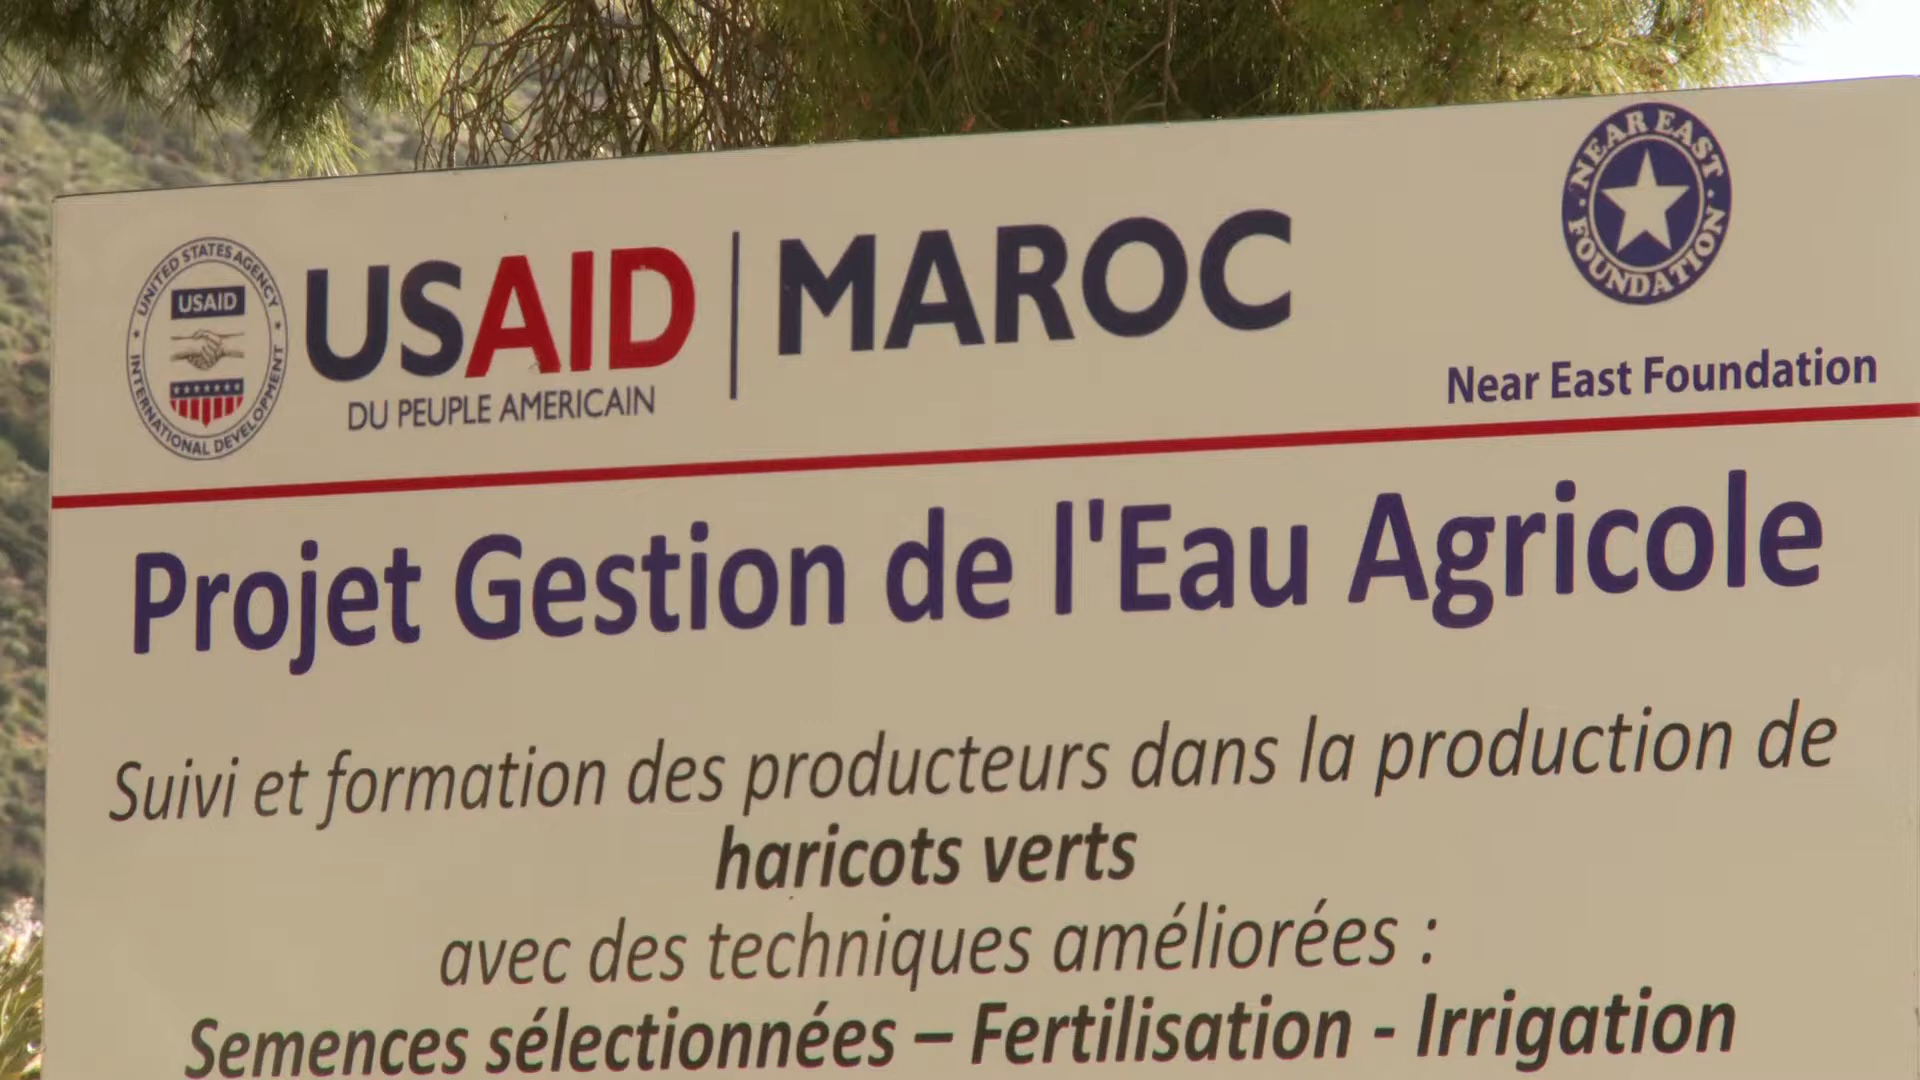 UNITED STATES AGENCY
USAID
INTERNATIONAL DEVELOPMENT
USAID | MAROC
DU PEUPLE AMERICAIN
NEAR EAST
FOUNDATION
Near East Foundation
Projet Gestion de l'Eau Agricole
Suivi et formation des producteurs dans la production de
haricots verts
avec des techniques améliorées :
Semences sélectionnées – Fertilisation - Irrigation